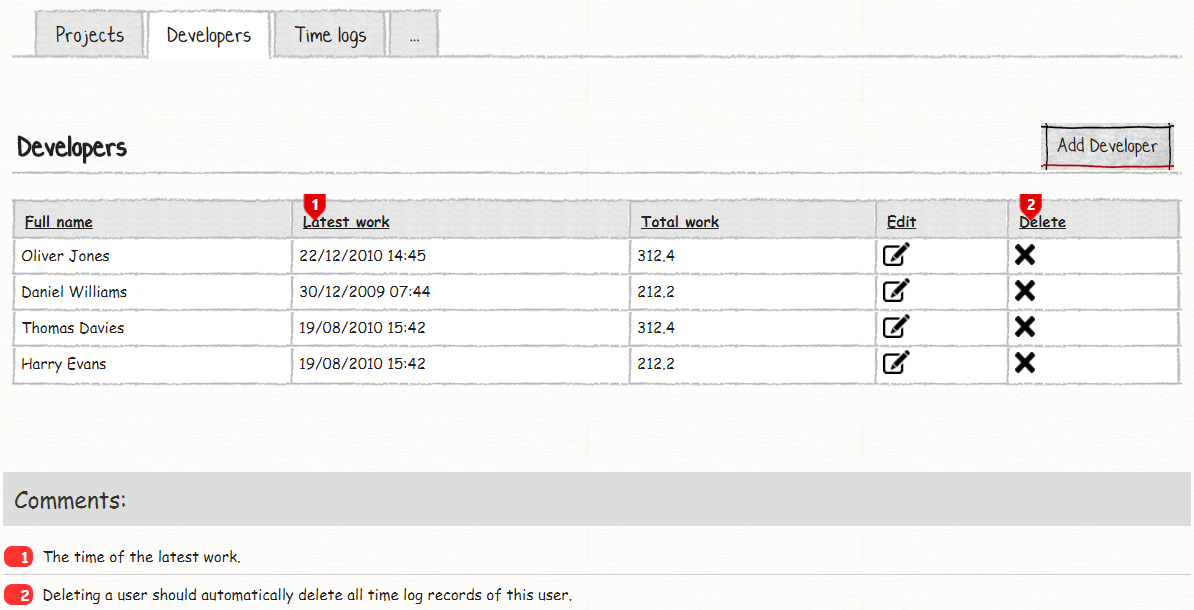 Projects Developers Time logs ...
Developers
Add Developer
1 2
Full name Latest work Total work Edit Delete
Oliver Jones 22/12/2010 14:45 312.4
Daniel Williams 30/12/2009 07:44 212.2
Thomas Davies 19/08/2010 15:42 312.4
Harry Evans 19/08/2010 15:42 212.2
Comments:
1 The time of the latest work.
2 Deleting a user should automatically delete all time log records of this user.